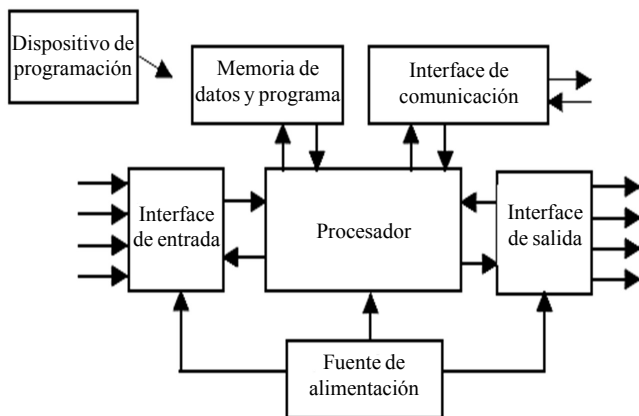 Dispositivo de
programación
Memoria de
datos y programa
Interface de
comunicación
Interface
de entrada
Procesador
Interface
de salida
Fuente de
alimentación